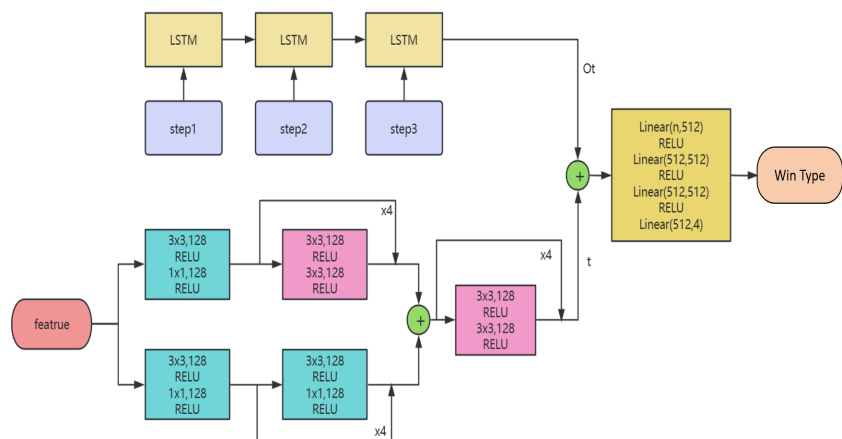 LSTM
LSTM
LSTM
step1
step2
step3
Ot
Linear(n,512)
RELU
Linear(512,512)
RELU
Linear(512,512)
RELU
Linear(512,4)
+
Win Type
x4
3x3,128
RELU
1x1,128
RELU
3x3,128
RELU
3x3,128
RELU
x4
t
featrue
+
3x3,128
RELU
3x3,128
RELU
3x3,128
RELU
1x1,128
RELU
3x3,128
RELU
1x1,128
RELU
x4